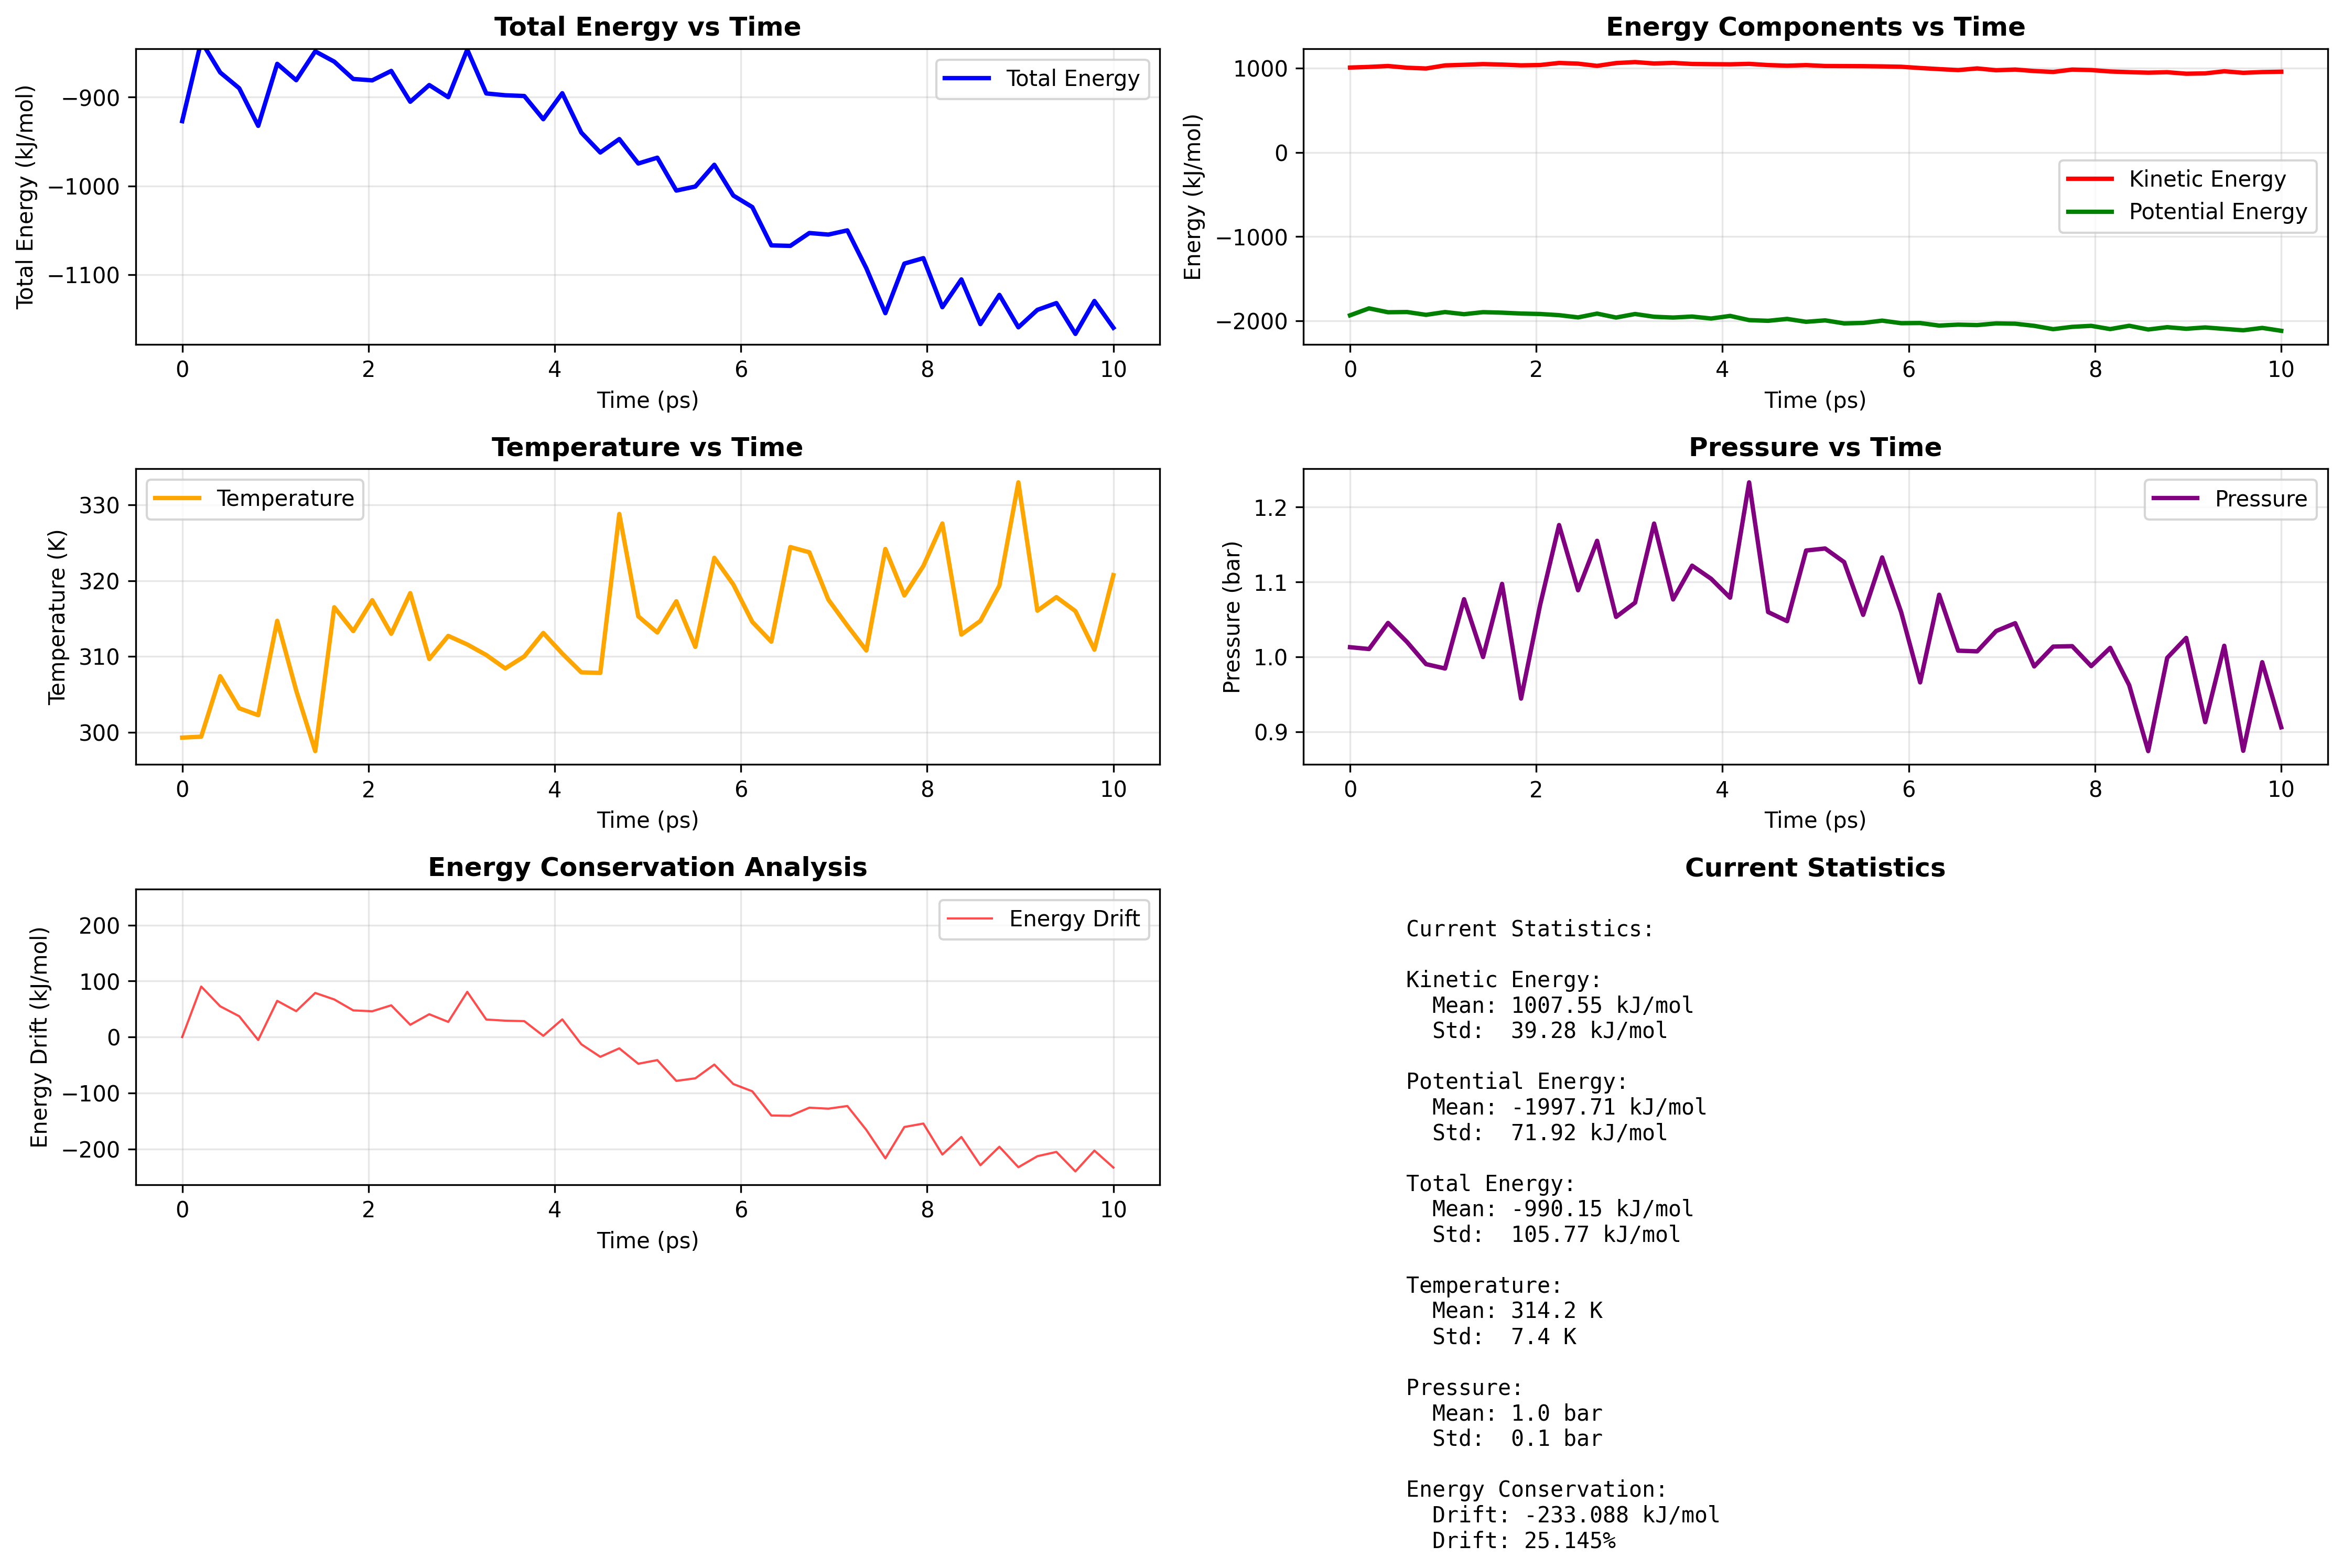 Total Energy vs Time
Total Energy (kJ/mol)
−900
−1000
−1100
Total Energy
0 2 4 6 8 10
Time (ps)
Energy Components vs Time
Energy (kJ/mol)
1000
0
−1000
−2000
Kinetic Energy
Potential Energy
0 2 4 6 8 10
Time (ps)
Temperature vs Time
Temperature (K)
330
320
310
300
Temperature
0 2 4 6 8 10
Time (ps)
Pressure vs Time
Pressure (bar)
1.2
1.1
1.0
0.9
Pressure
0 2 4 6 8 10
Time (ps)
Energy Conservation Analysis
Energy Drift (kJ/mol)
200
100
0
−100
−200
Energy Drift
0 2 4 6 8 10
Time (ps)
Current Statistics
Current Statistics:
Kinetic Energy:
Mean: 1007.55 kJ/mol
Std: 39.28 kJ/mol
Potential Energy:
Mean: -1997.71 kJ/mol
Std: 71.92 kJ/mol
Total Energy:
Mean: -990.15 kJ/mol
Std: 105.77 kJ/mol
Temperature:
Mean: 314.2 K
Std: 7.4 K
Pressure:
Mean: 1.0 bar
Std: 0.1 bar
Energy Conservation:
Drift: -233.088 kJ/mol
Drift: 25.145%